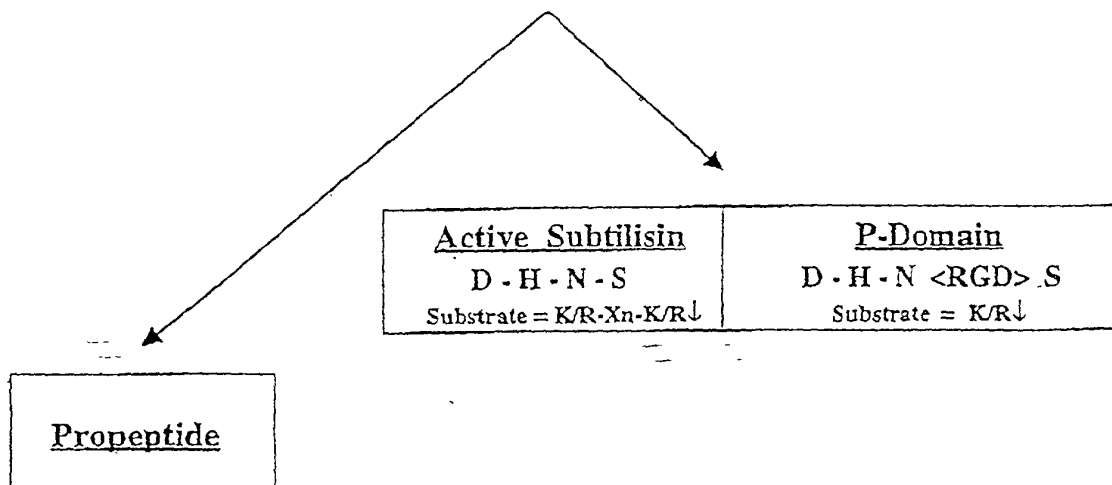 Active Subtilisin
D - H - N - S
Substrate = K/R-Xn-K/R↓
P-Domain
D - H - N <RGD> S
Substrate = K/R↓
Propeptide